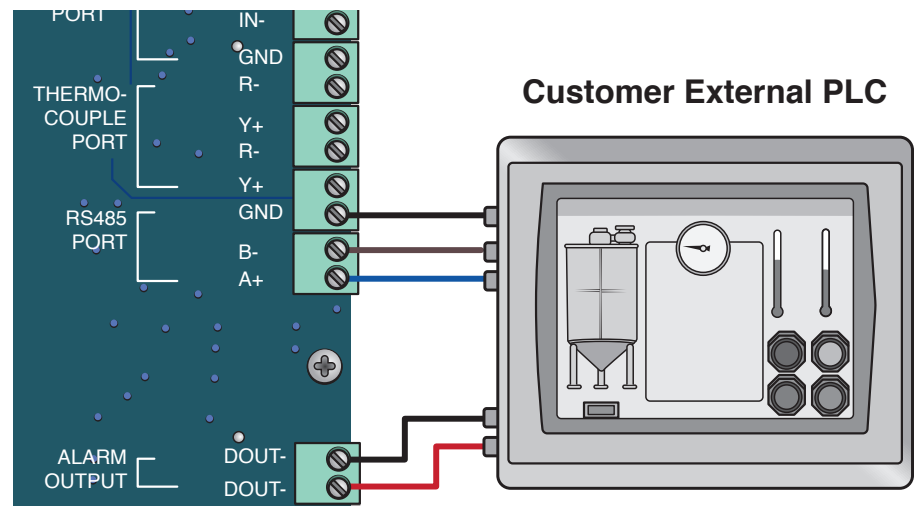 PORT
IN-
GND
R-
THERMO-
COUPLE
PORT
Y+
R-
Y+
GND
RS485
PORT
B-
A+
ALARM
OUTPUT
DOUT-
DOUT-
Customer External PLC